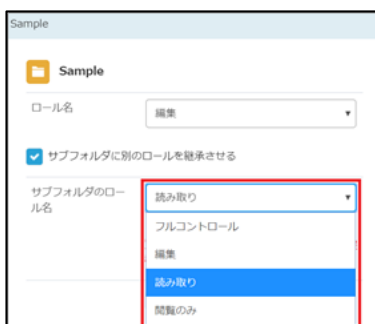 Sample
Sample
ロール名
編集
サブフォルダに別のロールを継承させる
サブフォルダのロー
ル名
読み取り
フルコントロール
編集
読み取り
閲覧のみ